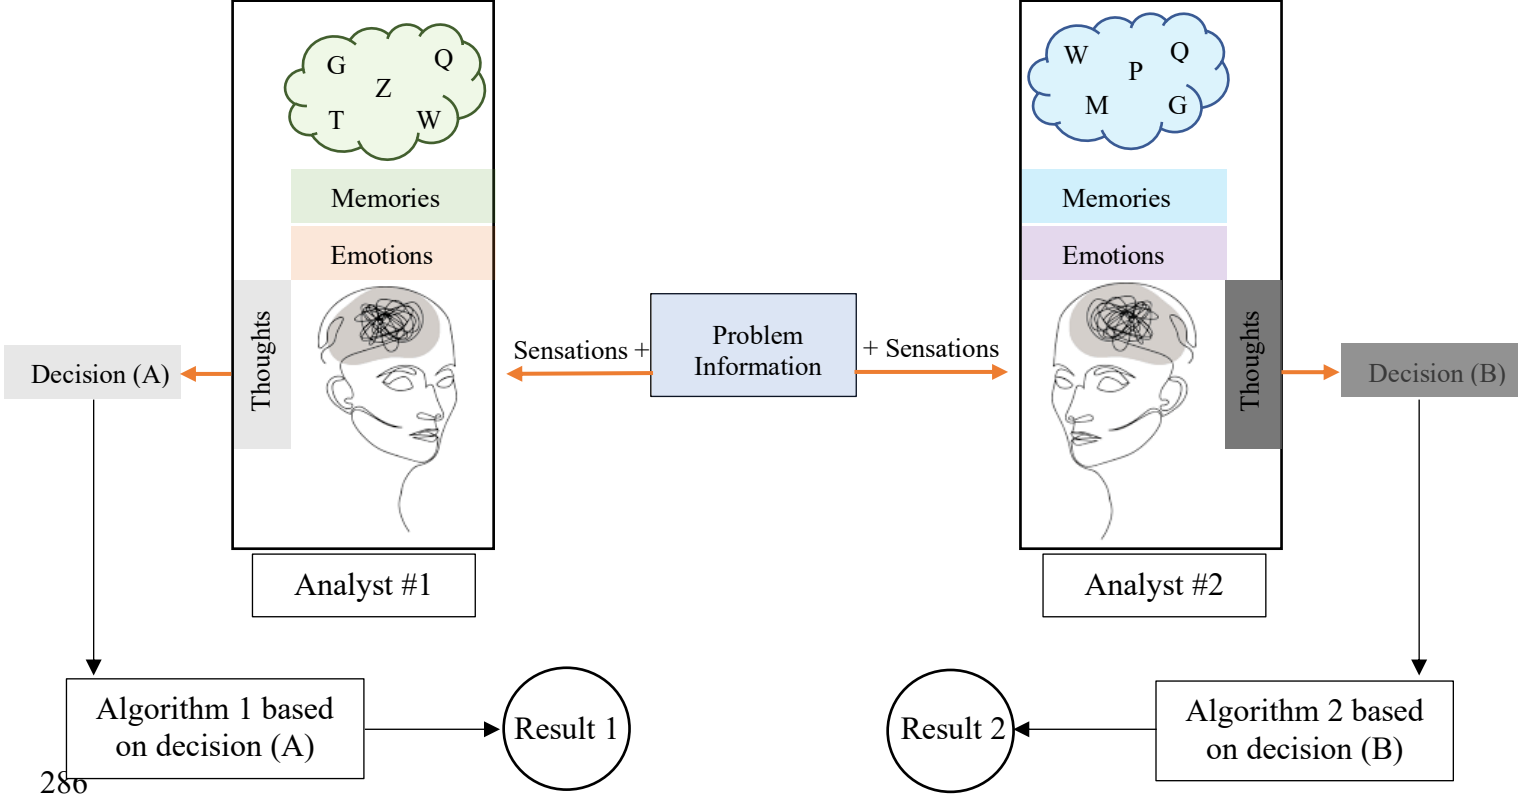 G
Q
Z
T
W
Memories
Emotions
Thoughts
Decision (A)
Analyst #1
Sensations +
Problem
Information
+ Sensations
W
Q
P
M
G
Memories
Emotions
Thoughts
Decision (B)
Analyst #2
Algorithm 1 based
on decision (A)
Result 1
Result 2
Algorithm 2 based
on decision (B)
286